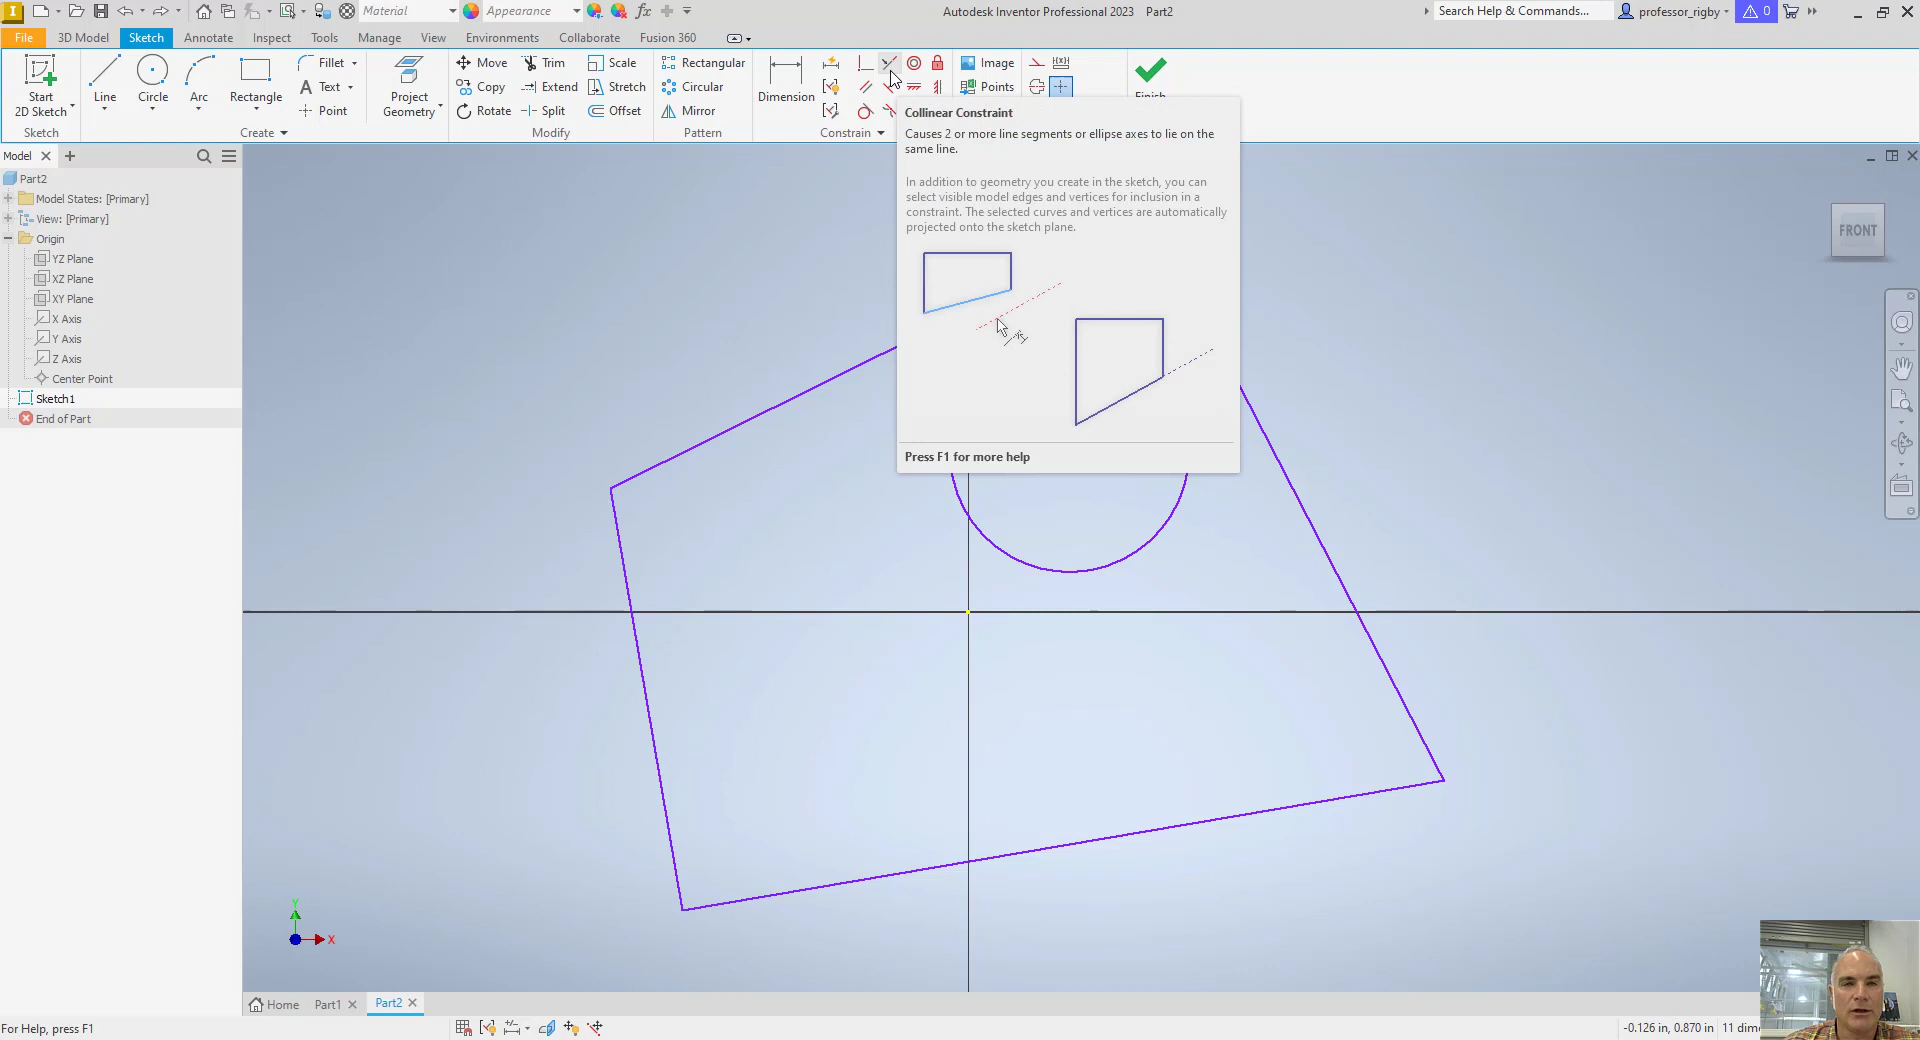 Material
Appearance
fx
Autodesk Inventor Professional 2023 Part2
Search Help & Commands...
professor_rigby
0
File
3D Model
Sketch
Annotate
Inspect
Tools
Manage
View
Environments
Collaborate
Fusion 360
Start
2D Sketch
Line
Circle
Arc
Rectangle
Fillet
Text
Point
Project
Geometry
Move
Copy
Rotate
Trim
Extend
Split
Scale
Stretch
Offset
Rectangular
Circular
Mirror
Dimension
Image
Points
Finish
Sketch
Create
Modify
Pattern
Constrain
Collinear Constraint
Causes 2 or more line segments or ellipse axes to lie on the
same line.
In addition to geometry you create in the sketch, you can
select visible model edges and vertices for inclusion in a
constraint. The selected curves and vertices are automatically
projected onto the sketch plane.
Press F1 for more help
Model
Part2
Model States: [Primary]
View: [Primary]
Origin
YZ Plane
XZ Plane
XY Plane
X Axis
Y Axis
Z Axis
Center Point
Sketch1
End of Part
FRONT
Y
X
Home
Part1
Part2
For Help, press F1
-0.126 in, 0.870 in 11